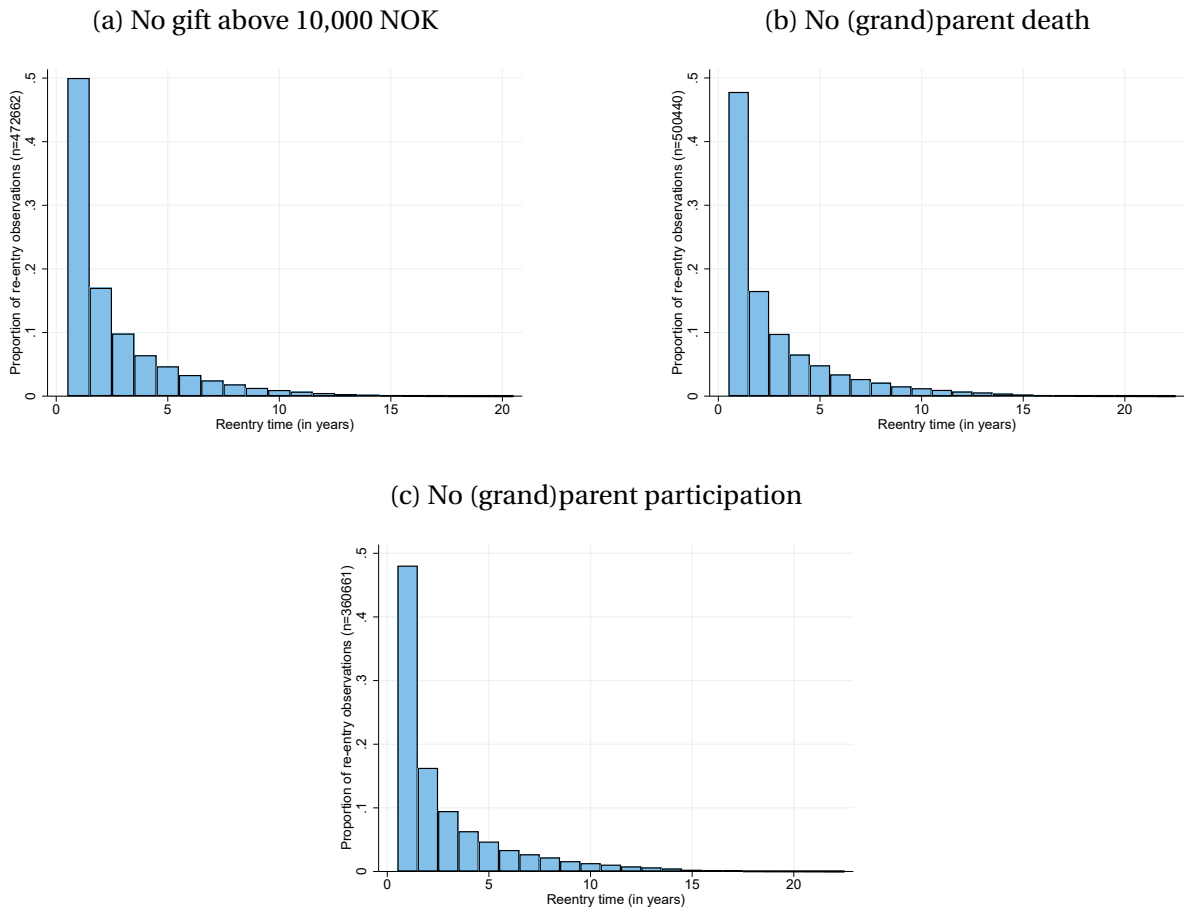 (a) No gift above 10,000 NOK
Proportion of re-entry observations (n=472662)
.5
.4
.3
.2
.1
0
0 5 10 15 20
Reentry time (in years)
(b) No (grand)parent death
Proportion of re-entry observations (n=500440)
.5
.4
.3
.2
.1
0
0 5 10 15 20
Reentry time (in years)
(c) No (grand)parent participation
Proportion of re-entry observations (n=360661)
.5
.4
.3
.2
.1
0
0 5 10 15 20
Reentry time (in years)